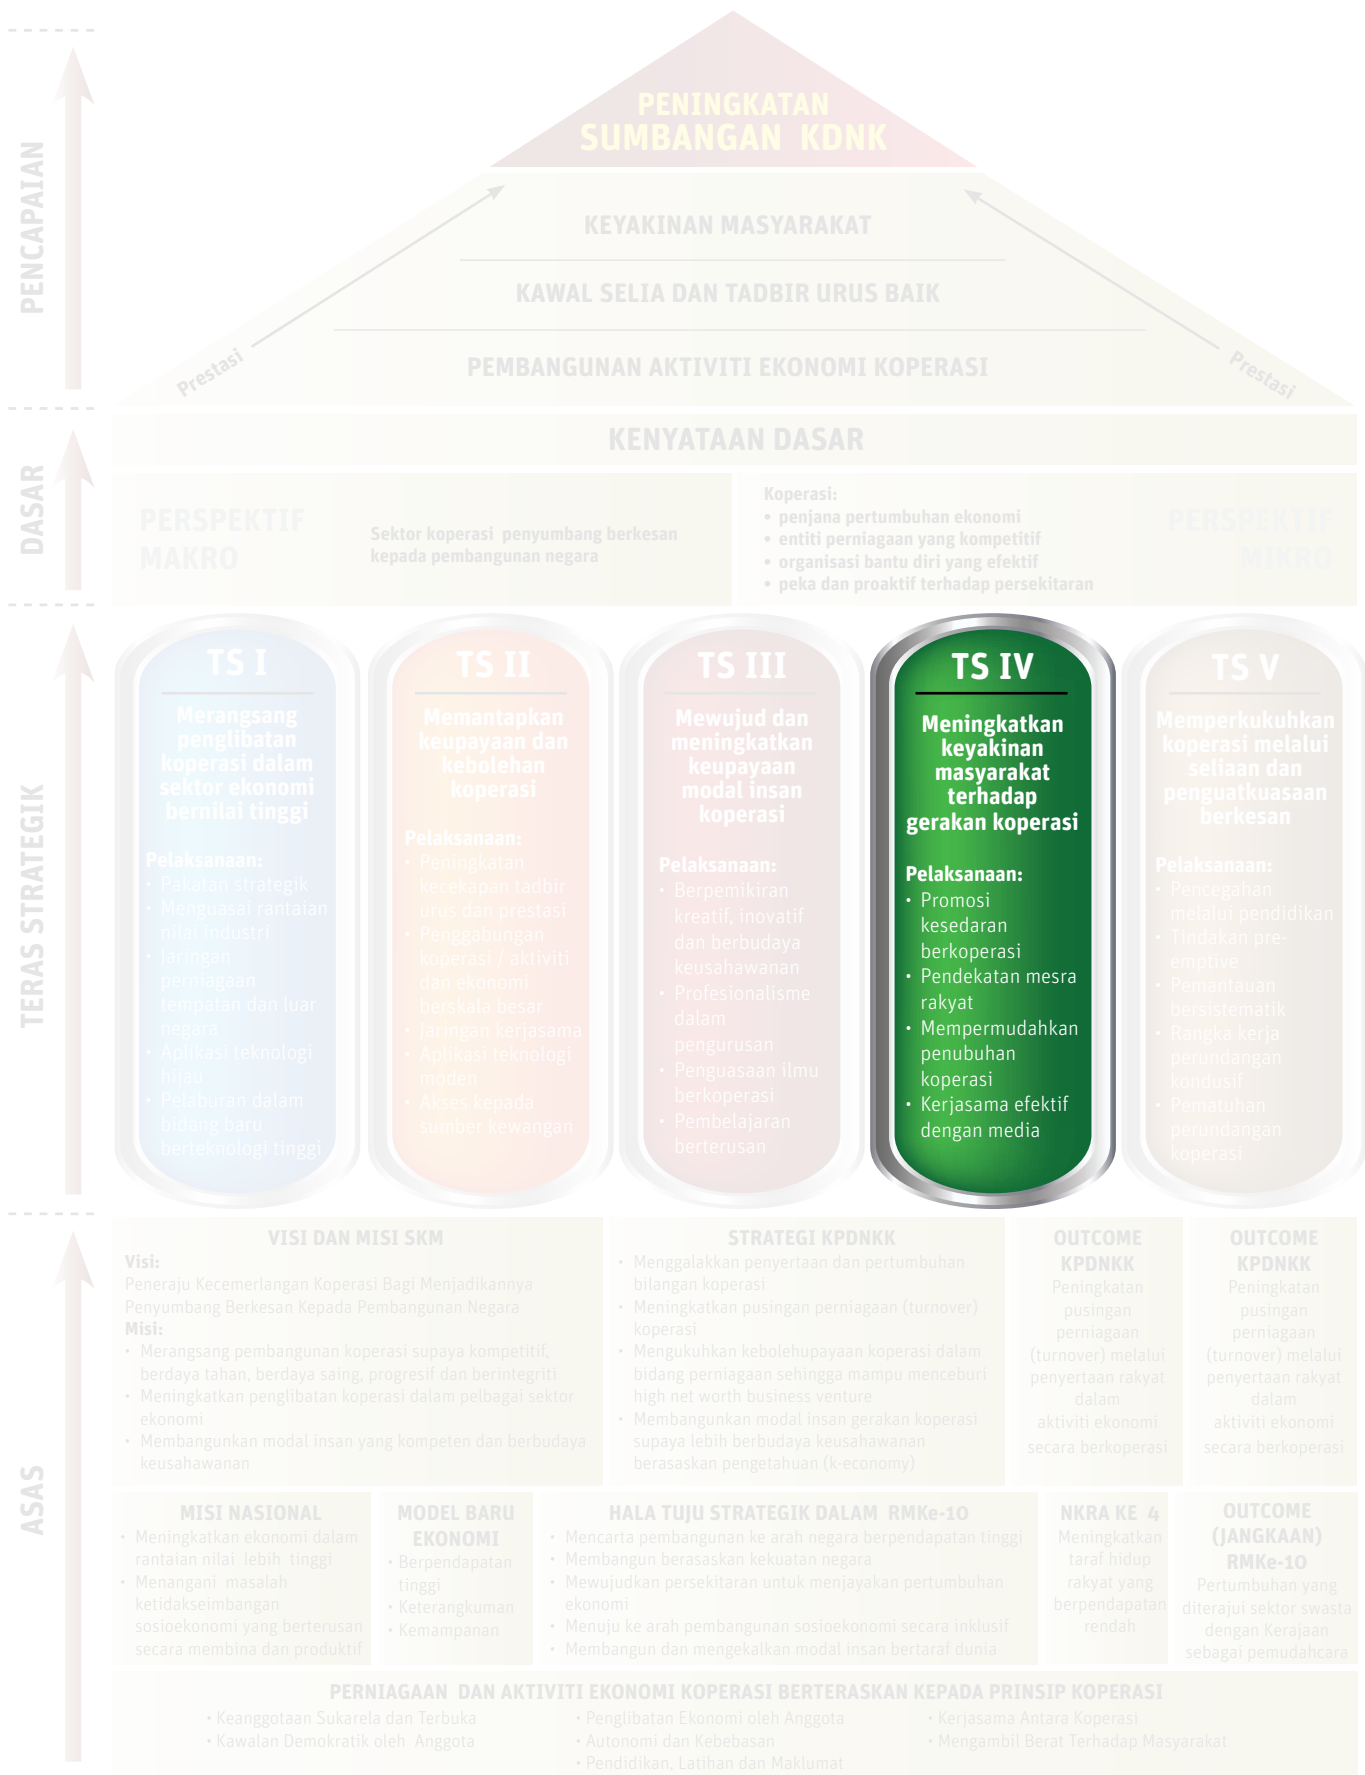 PENCAPAIAN
PENINGKATAN
SUMBANGAN KDNK
KEYAKINAN MASYARAKAT
KAWAL SELIA DAN TADBIR URUS BAIK
PEMBANGUNAN AKTIVITI EKONOMI KOPERASI
Prestasi
Prestasi
DASAR
KENYATAAN DASAR
PERSPEKTIF
MAKRO
Sektor koperasi penyumbang berkesan
kepada pembangunan negara
Koperasi:
• penjana pertumbuhan ekonomi
• entiti perniagaan yang kompetitif
• organisasi bantu diri yang efektif
• peka dan proaktif terhadap persekitaran
PERSPEKTIF
MIKRO
TERAS STRATEGIK
TS I
Merangsang
penglibatan
koperasi dalam
sektor ekonomi
bernilai tinggi
Pelaksanaan:
• Pakatan strategik
• Menguasai rantaian
nilai industri
• Jaringan
perniagaan
tempatan dan luar
negara
• Aplikasi teknologi
hijau
• Pelaburan dalam
bidang baru
berteknologi tinggi
TS II
Memantapkan
keupayaan dan
kebolehan
koperasi
Pelaksanaan:
• Peningkatan
kecekapan tadbir
urus dan prestasi
• Penggabungan
koperasi / aktiviti
dan ekonomi
berskala besar
• Jaringan kerjasama
• Aplikasi teknologi
moden
• Akses kepada
sumber kewangan
TS III
Mewujud dan
meningkatkan
keupayaan
modal insan
koperasi
Pelaksanaan:
• Berpemikiran
kreatif, inovatif
dan berbudaya
keusahawanan
• Profesionalisme
dalam
pengurusan
• Penguasaan ilmu
berkoperasi
• Pembelajaran
berterusan
TS IV
Meningkatkan
keyakinan
masyarakat
terhadap
gerakan koperasi
Pelaksanaan:
• Promosi
kesedaran
berkoperasi
• Pendekatan mesra
rakyat
• Mempermudahkan
penubuhan
koperasi
• Kerjasama efektif
dengan media
TS V
Memperkukuhkan
koperasi melalui
seliaan dan
penguatkuasaan
berkesan
Pelaksanaan:
• Pencegahan
melalui pendidikan
• Tindakan pre-
emptive
• Pemantauan
bersistematik
• Rangka kerja
perundangan
kondusif
• Pematuhan
perundangan
koperasi
ASAS
VISI DAN MISI SKM
Visi:
Peneraju Kecemerlangan Koperasi Bagi Menjadikannya
Penyumbang Berkesan Kepada Pembangunan Negara
Misi:
• Merangsang pembangunan koperasi supaya kompetitif,
berdaya tahan, berdaya saing, progresif dan berintegriti
• Meningkatkan penglibatan koperasi dalam pelbagai sektor
ekonomi
• Membangunkan modal insan yang kompeten dan berbudaya
keusahawanan
STRATEGI KPDNKK
• Menggalakkan penyertaan dan pertumbuhan
bilangan koperasi
• Meningkatkan pusingan perniagaan (turnover)
koperasi
• Mengukuhkan kebolehupayaan koperasi dalam
bidang perniagaan sehingga mampu menceburi
high net worth business venture
• Membangunkan modal insan gerakan koperasi
supaya lebih berbudaya keusahawanan
berasaskan pengetahuan (k-economy)
OUTCOME
KPDNKK
Peningkatan
pusingan
perniagaan
(turnover) melalui
penyertaan rakyat
dalam
aktiviti ekonomi
secara berkoperasi
OUTCOME
KPDNKK
Peningkatan
pusingan
perniagaan
(turnover) melalui
penyertaan rakyat
dalam
aktiviti ekonomi
secara berkoperasi
MISI NASIONAL
• Meningkatkan ekonomi dalam
rantaian nilai lebih tinggi
• Menangani masalah
ketidakseimbangan
sosioekonomi yang berterusan
secara membina dan produktif
MODEL BARU
EKONOMI
• Berpendapatan
tinggi
• Keterangkuman
• Kemampanan
HALA TUJU STRATEGIK DALAM RMKe-10
• Mencarta pembangunan ke arah negara berpendapatan tinggi
• Membangun berasaskan kekuatan negara
• Mewujudkan persekitaran untuk menjayakan pertumbuhan
ekonomi
• Menuju ke arah pembangunan sosioekonomi secara inklusif
• Membangun dan mengekalkan modal insan bertaraf dunia
NKRA KE 4
Meningkatkan
taraf hidup
rakyat yang
berpendapatan
rendah
OUTCOME
(JANGKAAN)
RMKe-10
Pertumbuhan yang
diterajui sektor swasta
dengan Kerajaan
sebagai pemudahcara
PERNIAGAAN DAN AKTIVITI EKONOMI KOPERASI BERTERASKAN KEPADA PRINSIP KOPERASI
• Keanggotaan Sukarela dan Terbuka
• Kawalan Demokratik oleh Anggota
• Penglibatan Ekonomi oleh Anggota
• Autonomi dan Kebebasan
• Pendidikan, Latihan dan Maklumat
• Kerjasama Antara Koperasi
• Mengambil Berat Terhadap Masyarakat